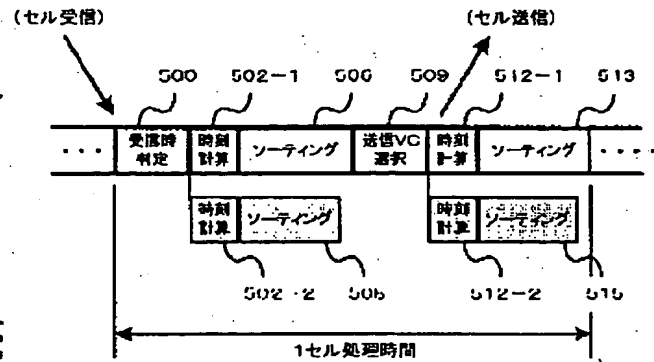 (セル受信)
(セル送信)
500 502-1 509 512-1 513
・・・ 受信時判定 時刻計算 ソーティング 送信VC選択 時刻計算 ソーティング ・・・・
時刻計算 ソーティング 時刻計算 ソーティング
502-2 512-2 515
1セル処理時間